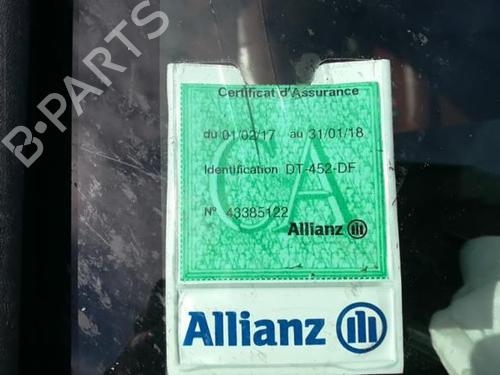 B-PARTS
Certificat d'Assurance
du 01/02/17 au 31/01/18
Identification DT-452-DF
CA
N° 43385122
Allianz
Allianz